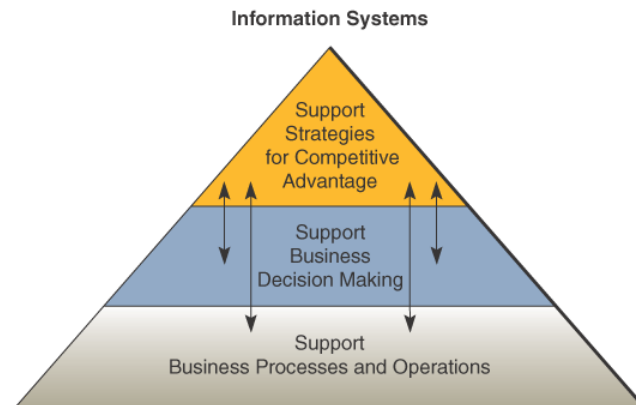 Information Systems
Support
Strategies
for Competitive
Advantage
Support
Business
Decision Making
Support
Business Processes and Operations